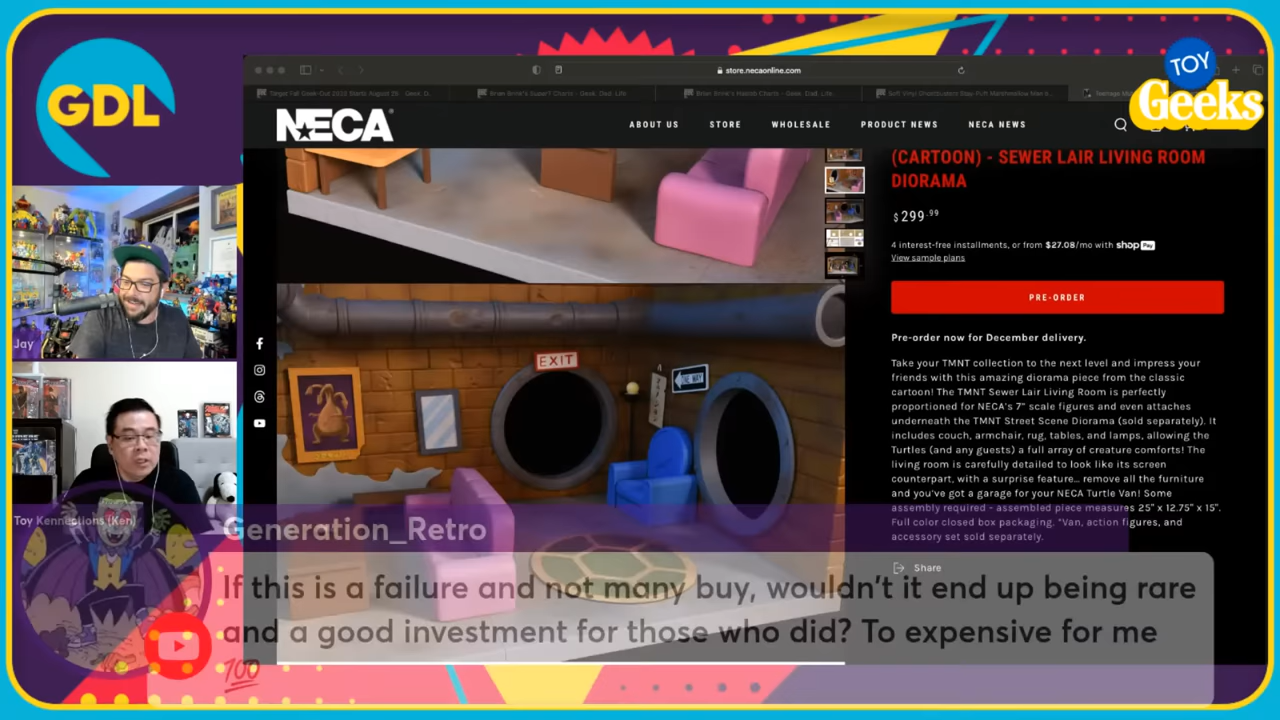 GDL
TOY
Geeks
store.necaonline.com
NECA
ABOUT US
STORE
WHOLESALE
PRODUCT NEWS
NECA NEWS
(CARTOON) - SEWER LAIR LIVING ROOM
DIORAMA
$299.99
4 interest-free installments, or from $27.08/mo with shop Pay
View sample plans
PRE-ORDER
Pre-order now for December delivery.
Take your TMNT collection to the next level and impress your
friends with this amazing diorama piece from the classic
cartoon! The TMNT Sewer Lair Living Room is perfectly
proportioned for NECA's 7" scale figures and even attaches
underneath the TMNT Street Scene Diorama (sold separately). It
includes couch, armchair, rug, tables, and lamps, allowing the
Turtles (and any guests) a full array of creature comforts! The
living room is carefully detailed to look like its screen
counterpart, with a surprise feature... remove all the furniture
and you've got a garage for your NECA Turtle Van! Some
assembly required - assembled piece measures 25" x 12.75" x 15".
Full color closed box packaging. *Van, action figures, and
accessory set sold separately.
Share
EXIT
ONE WAY
Jay
Toy Kennections (Ken)
Generation_Retro
If this is a failure and not many buy, wouldn't it end up being rare
and a good investment for those who did? To expensive for me
100